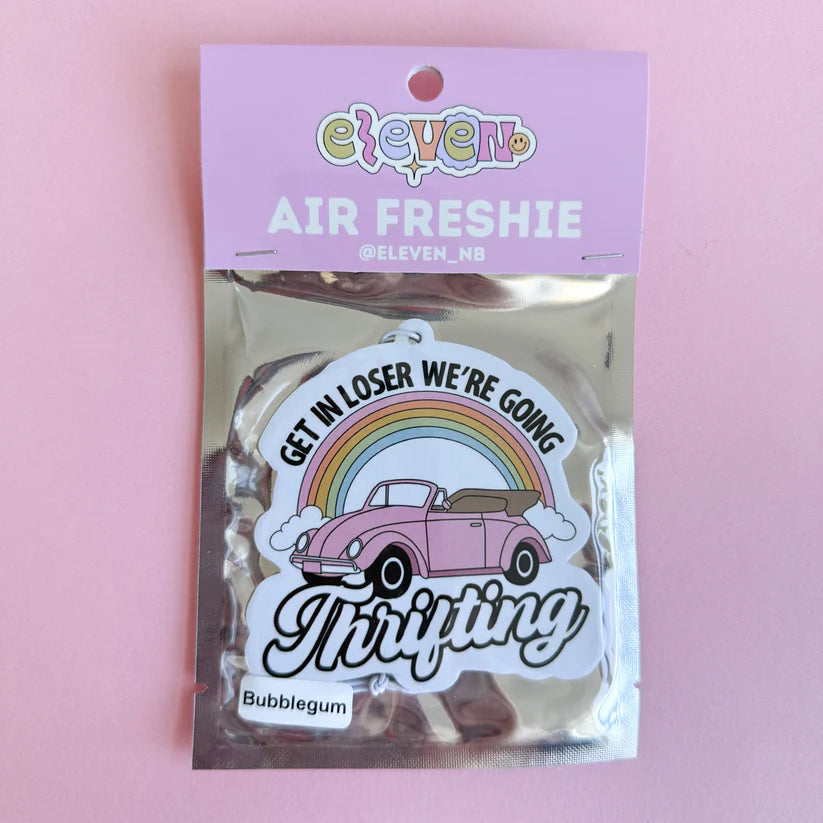 eleven
AIR FRESHIE
@ELEVEN_NB
GET IN LOSER WE'RE GOING
Thrifting
Bubblegum